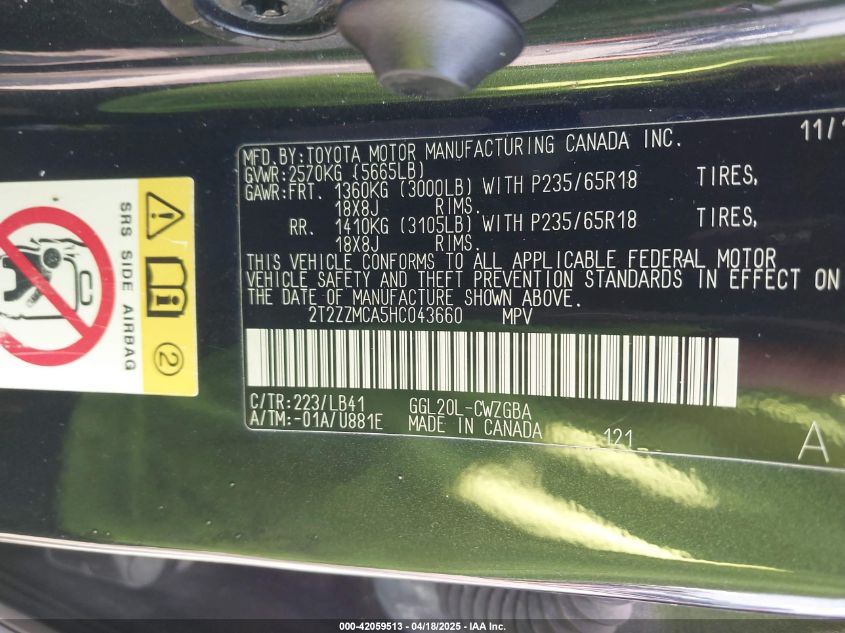 11/1
MFD.BY:TOYOTA MOTOR MANUFACTURING CANADA INC.
GVWR:2570KG (5665LB)
GAWR:FRT. 1360KG (3000LB) WITH P235/65R18 TIRES,
18X8J RIMS.
RR. 1410KG (3105LB) WITH P235/65R18 TIRES,
18X8J RIMS.
THIS VEHICLE CONFORMS TO ALL APPLICABLE FEDERAL MOTOR
VEHICLE SAFETY AND THEFT PREVENTION STANDARDS IN EFFECT ON
THE DATE OF MANUFACTURE SHOWN ABOVE.
2T2ZZMCA5HC043660 MPV
C/TR:223/LB41 GGL20L-CWZGBA
A/TM:-01A/U881E MADE IN CANADA 121
A
SRS SIDE AIRBAG
2
000-42059513 - 04/18/2025 - IAA Inc.